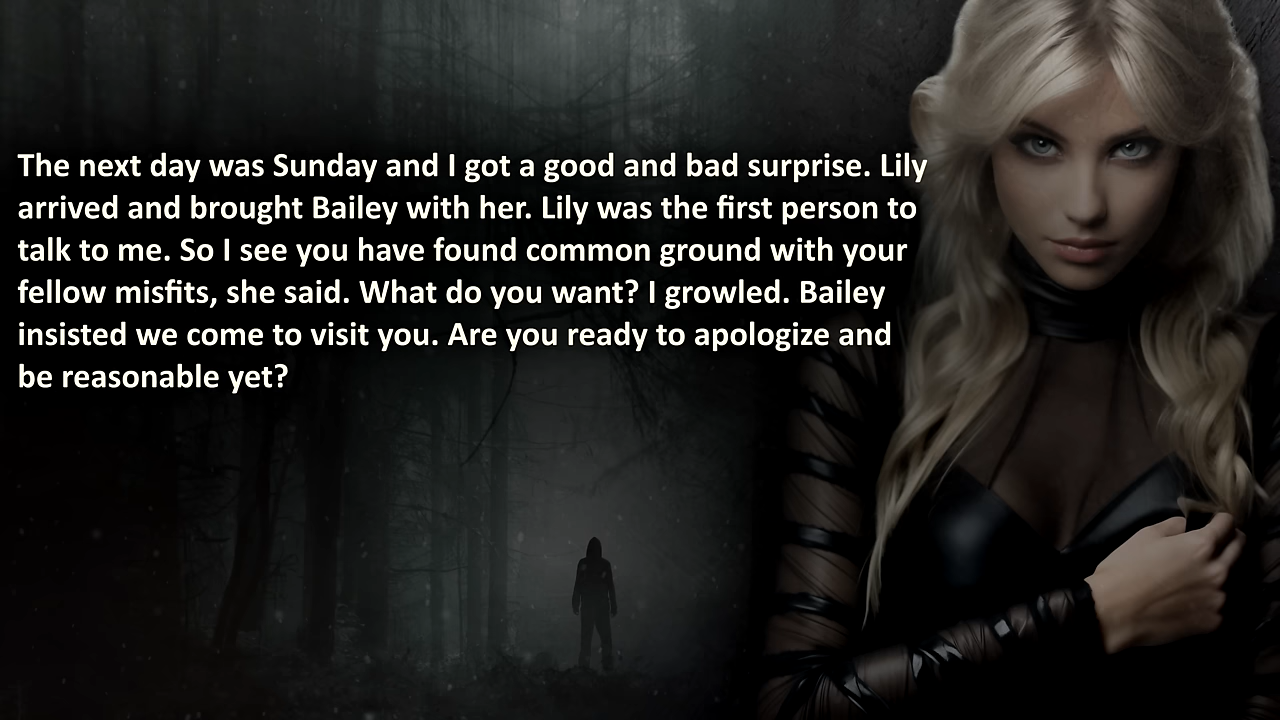 The next day was Sunday and I got a good and bad surprise. Lily
arrived and brought Bailey with her. Lily was the first person to
talk to me. So I see you have found common ground with your
fellow misfits, she said. What do you want? I growled. Bailey
insisted we come to visit you. Are you ready to apologize and
be reasonable yet?